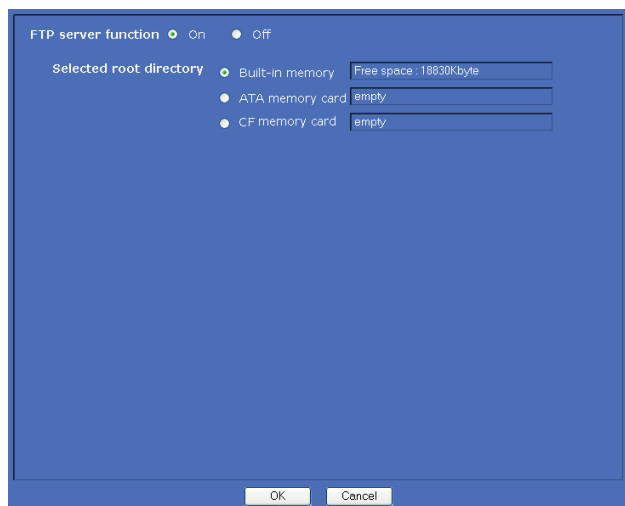 FTP server function On Off
Selected root directory Built-in memory Free space : 18830Kbyte
ATA memory card empty
CF memory card empty
OK Cancel